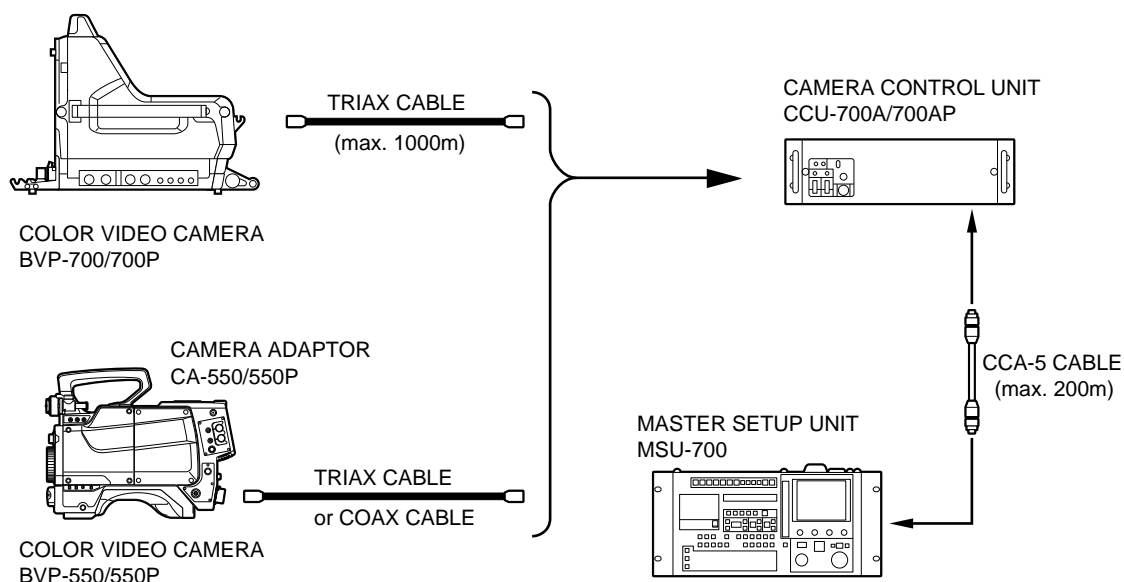 TRIAX CABLE
(max. 1000m)
CAMERA CONTROL UNIT
CCU-700A/700AP
COLOR VIDEO CAMERA
BVP-700/700P
CAMERA ADAPTOR
CA-550/550P
CCA-5 CABLE
(max. 200m)
MASTER SETUP UNIT
MSU-700
TRIAX CABLE
or COAX CABLE
COLOR VIDEO CAMERA
BVP-550/550P